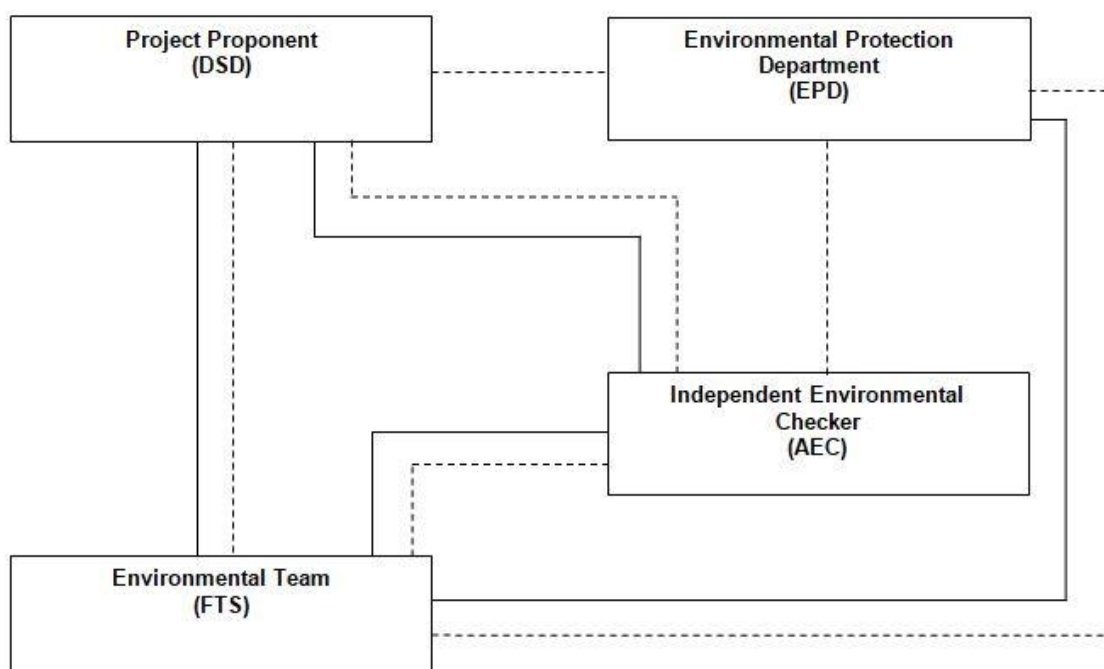 Project Proponent
(DSD)
Environmental Protection
Department
(EPD)
Independent Environmental
Checker
(AEC)
Environmental Team
(FTS)